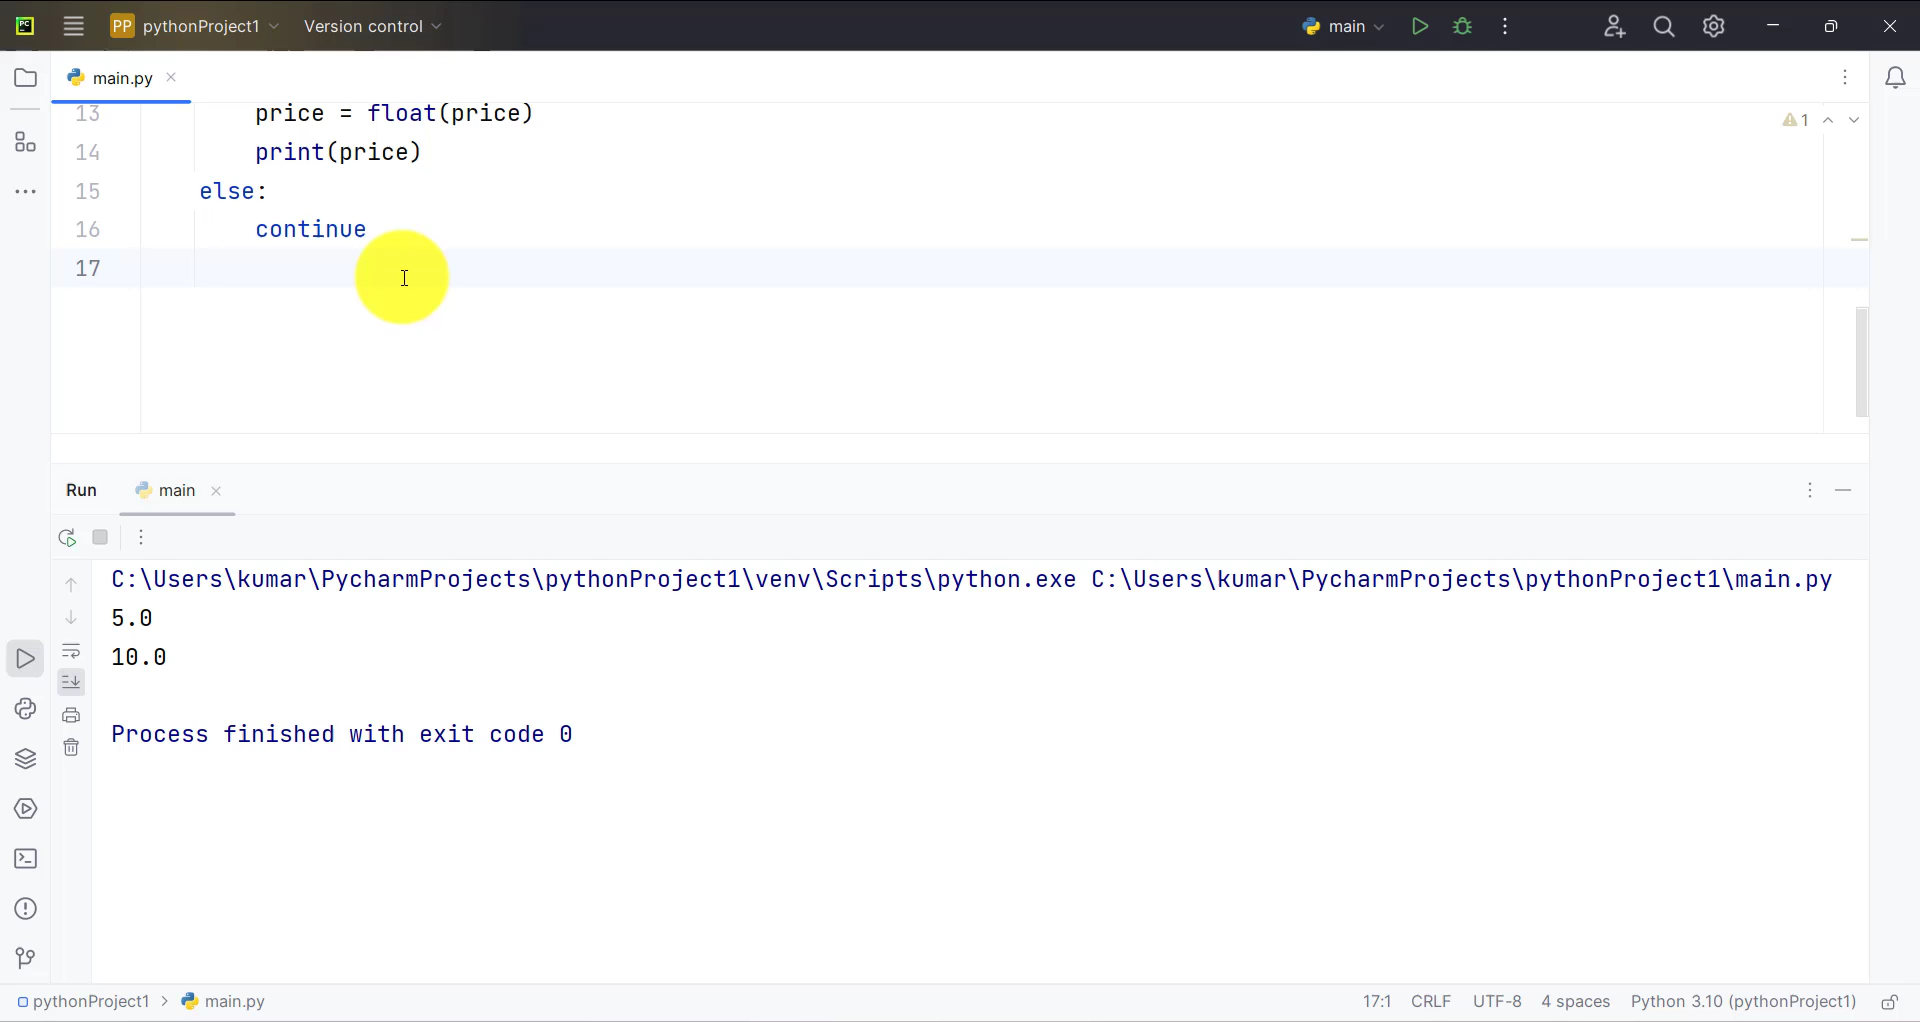 PC PP pythonProject1 Version control main
main.py
13 price = float(price)
1
14 print(price)
15 else:
16 continue
17
Run main
C:\Users\kumar\PycharmProjects\pythonProject1\venv\Scripts\python.exe C:\Users\kumar\PycharmProjects\pythonProject1\main.py
5.0
10.0
Process finished with exit code 0
pythonProject1 > main.py 17:1 CRLF UTF-8 4 spaces Python 3.10 (pythonProject1)